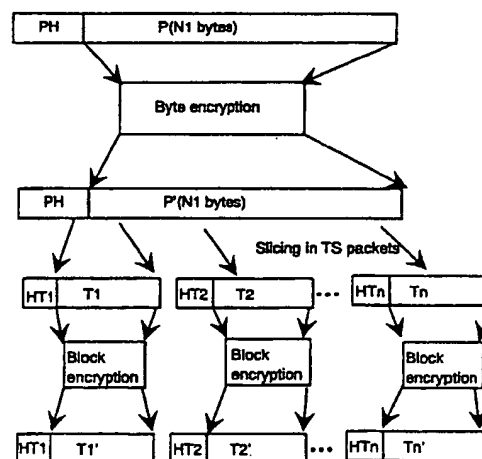 PH P(N1 bytes)
Byte encryption
PH P'(N1 bytes)
Slicing in TS packets
HT1 T1 HT2 T2 ... HTn Tn
Block encryption Block encryption Block encryption
HT1 T1' HT2 T2' ... HTn Tn'